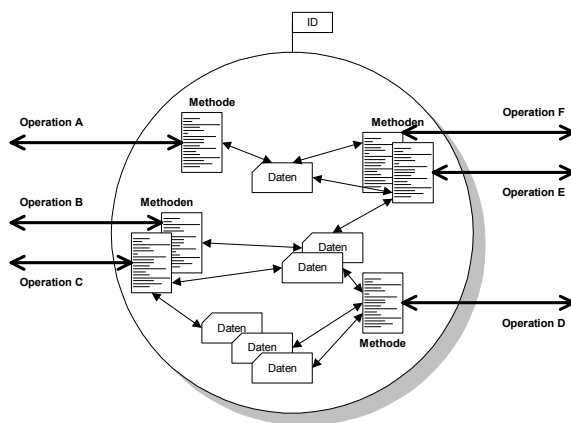 ID
Methode
Methoden
Operation A
Operation F
Daten
Operation E
Operation B
Methoden
Daten
Operation C
Daten
Daten
Operation D
Daten
Methode
Daten